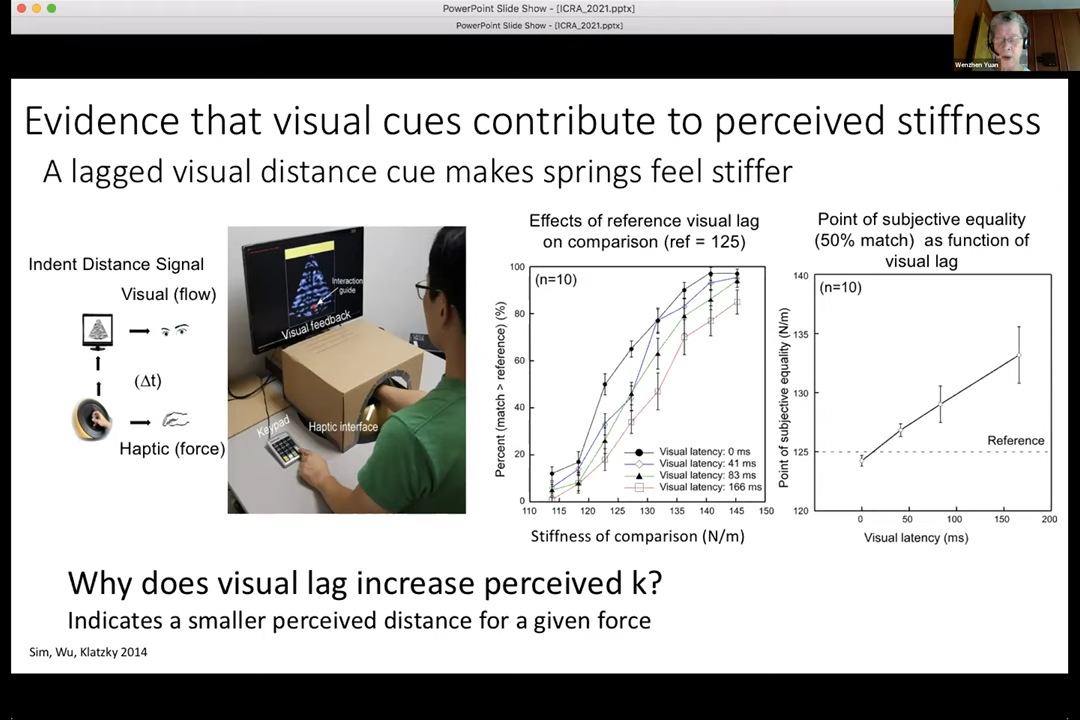 PowerPoint Slide Show - [ICRA_2021.pptx]
PowerPoint Slide Show - [ICRA_2021.pptx]
Wenzhen Yuan
Evidence that visual cues contribute to perceived stiffness
A lagged visual distance cue makes springs feel stiffer
Indent Distance Signal
Visual (flow)
(Δt)
Haptic (force)
Interaction
guide
Visual feedback
Keypad
Haptic interface
Effects of reference visual lag
on comparison (ref = 125)
(n=10)
Percent (match > reference) (%)
100
80
60
40
20
0
Visual latency: 0 ms
Visual latency: 41 ms
Visual latency: 83 ms
Visual latency: 166 ms
110 115 120 125 130 135 140 145 150
Stiffness of comparison (N/m)
Point of subjective equality
(50% match) as function of
visual lag
(n=10)
Point of subjective equality (N/m)
140
135
130
125
120
Reference
0 50 100 150 200
Visual latency (ms)
Why does visual lag increase perceived k?
Indicates a smaller perceived distance for a given force
Sim, Wu, Klatzky 2014